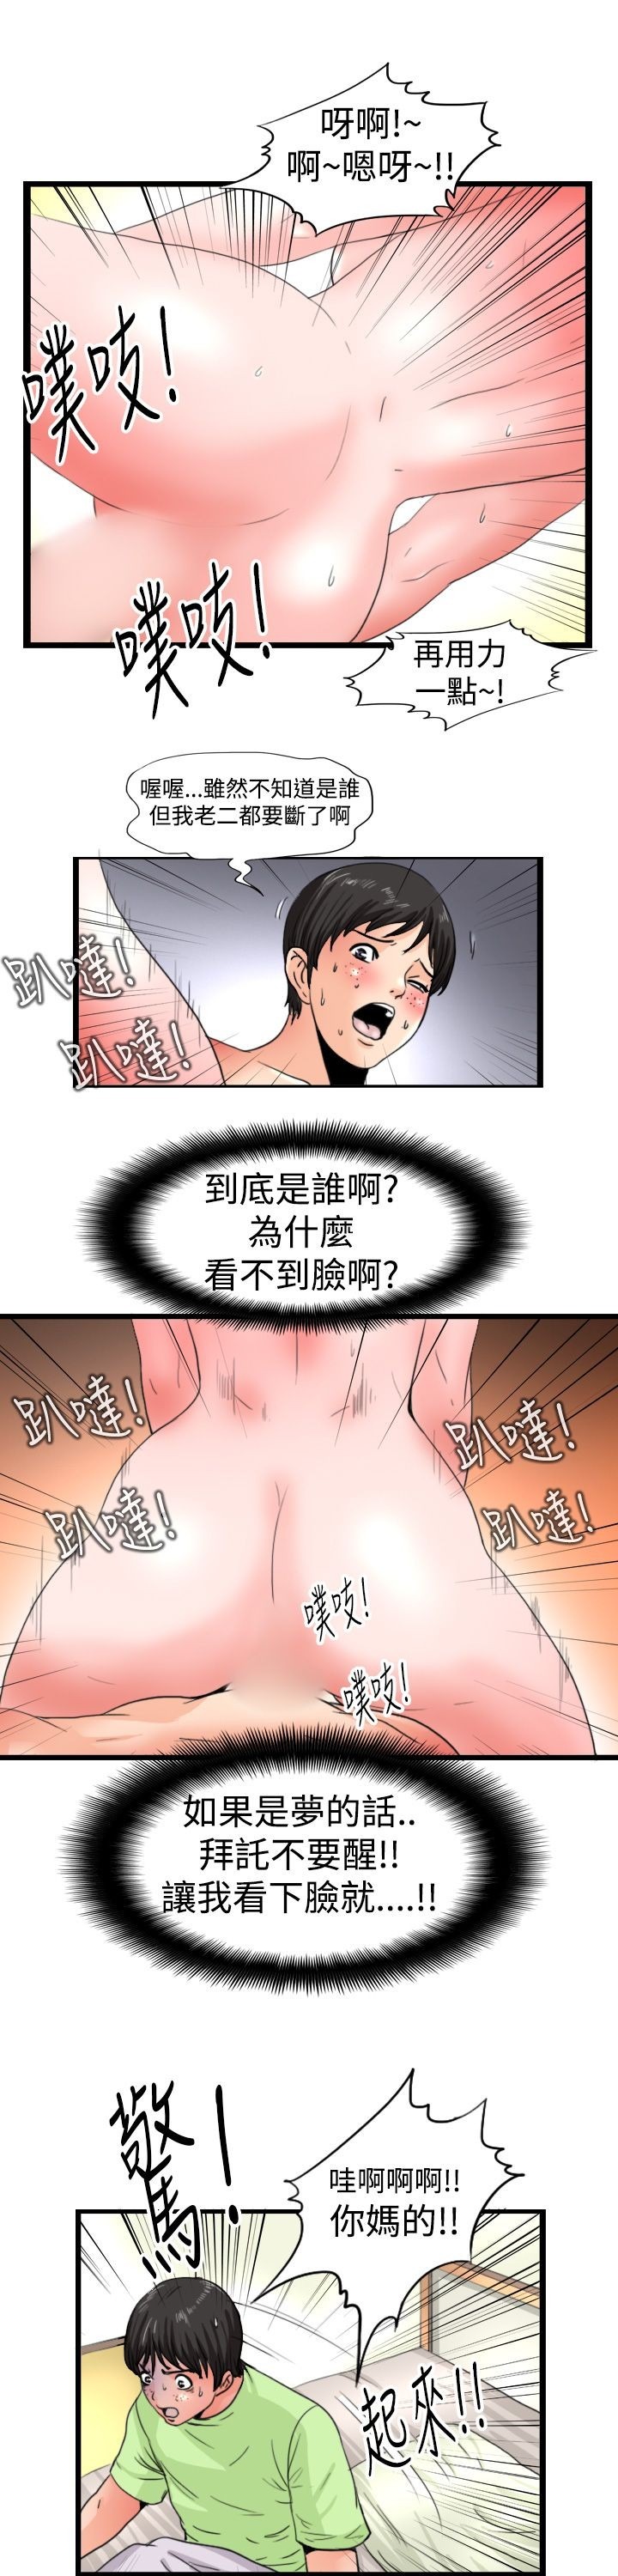 呀啊!~
啊~嗯呀~!!
噗吱!
噗吱!
再用力
一點~!
喔喔...雖然不知道是誰
但我老二都要斷了啊
趴噠!
趴噠!
到底是誰啊?
為什麼
看不到臉啊?
趴噠!
趴噠!
趴噠!
趴噠!
噗吱!
噗吱!
如果是夢的話..
拜託不要醒!!
讓我看下臉就....!!
驚!
哇啊啊啊!!
你媽的!!
起來!!